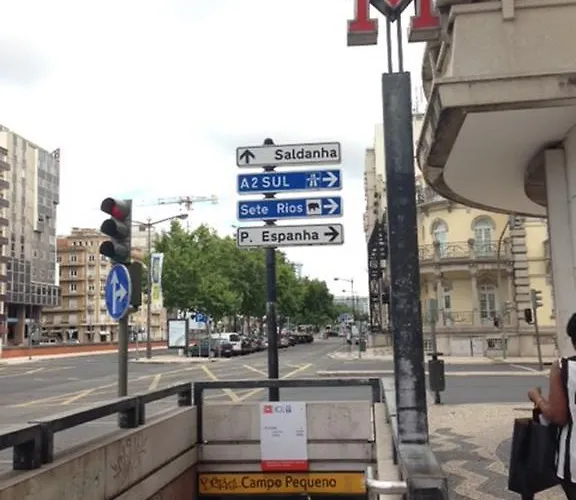 M
Saldanha
A2 SUL
Sete Rios
P. Espanha
Campo Pequeno